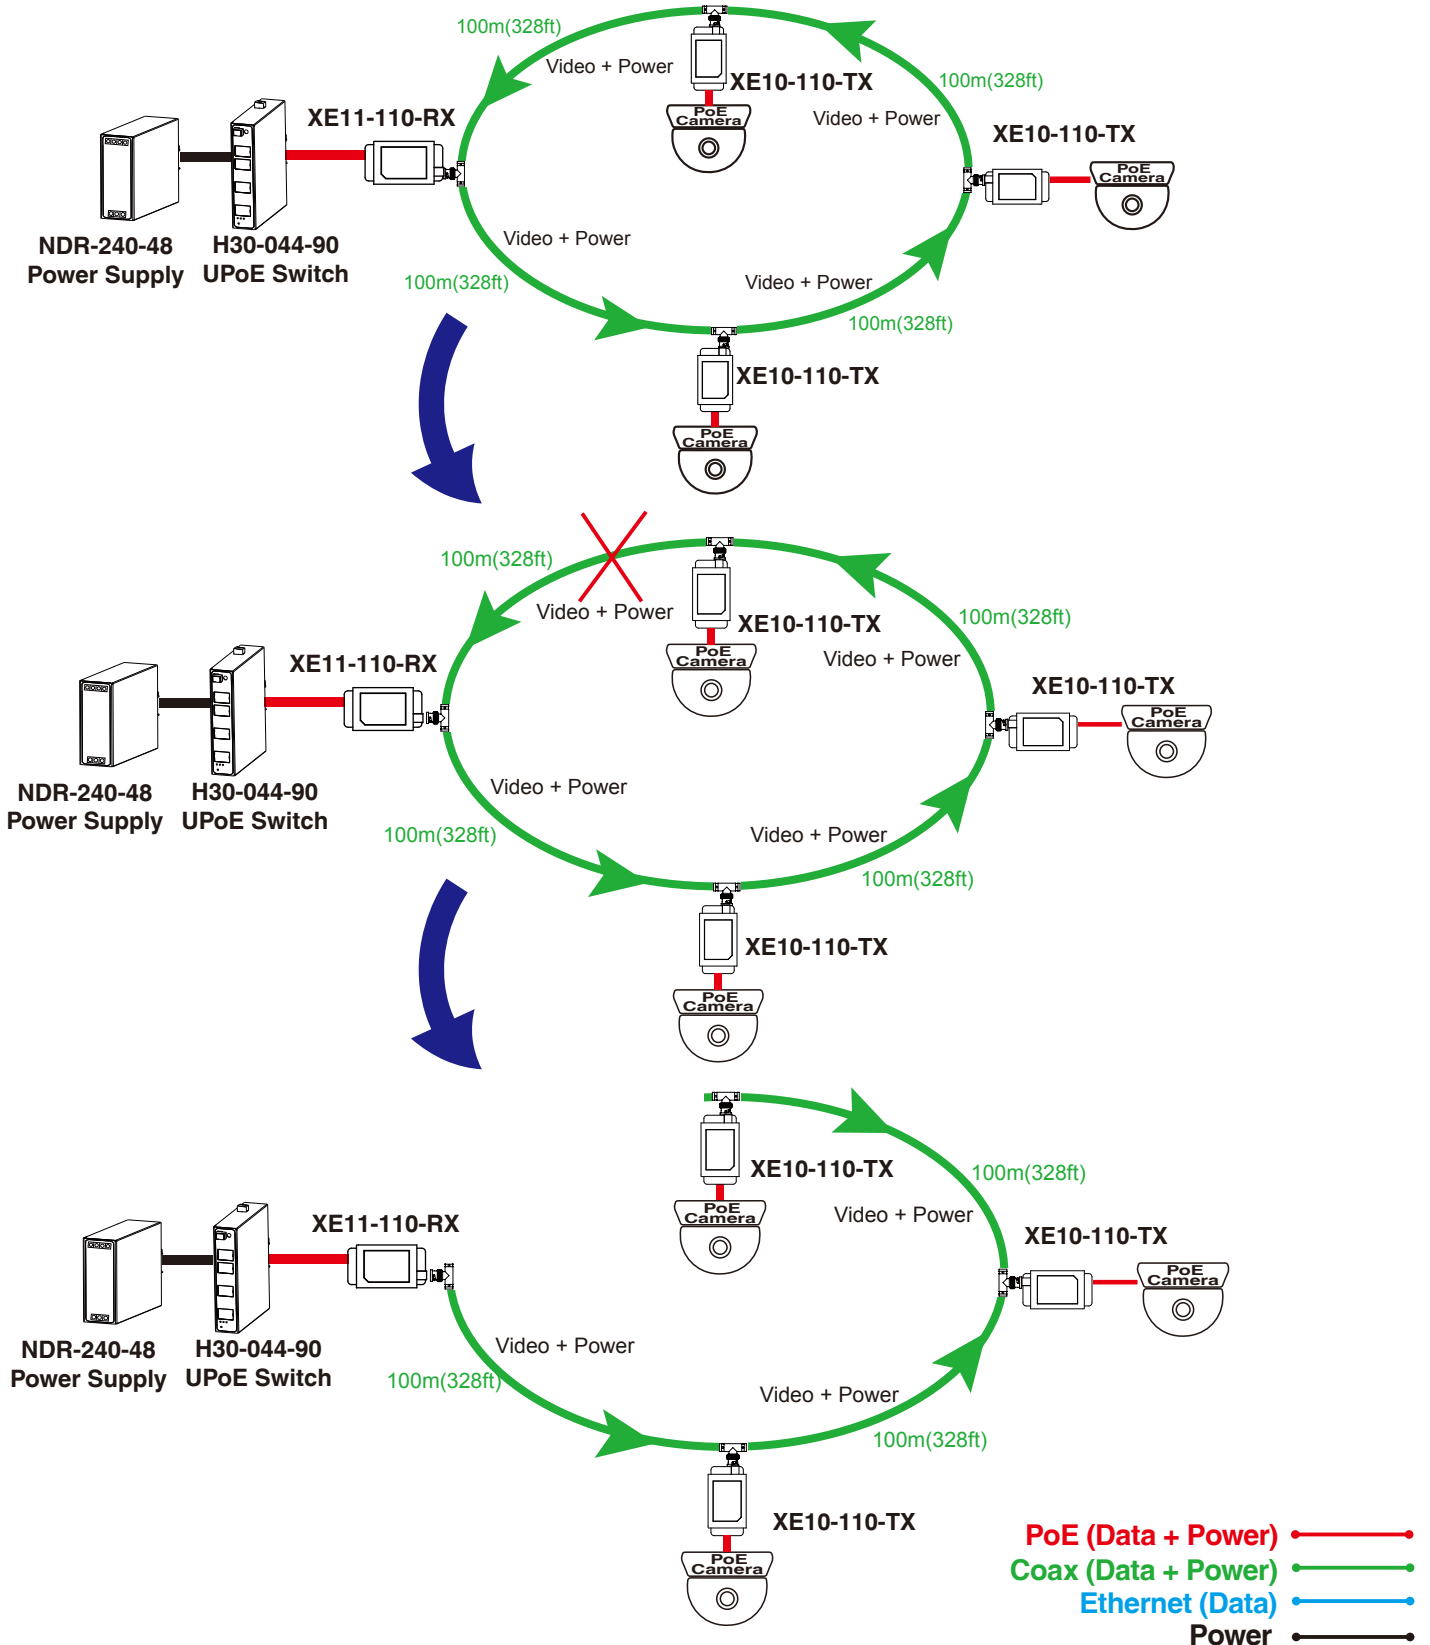 100m(328ft)
Video + Power
XE10-110-TX
PoE
Camera
100m(328ft)
Video + Power
XE11-110-RX
XE10-110-TX
PoE
Camera
NDR-240-48
Power Supply
H30-044-90
UPoE Switch
Video + Power
100m(328ft)
Video + Power
100m(328ft)
XE10-110-TX
PoE
Camera
100m(328ft)
Video + Power
XE10-110-TX
PoE
Camera
100m(328ft)
Video + Power
XE11-110-RX
XE10-110-TX
PoE
Camera
NDR-240-48
Power Supply
H30-044-90
UPoE Switch
Video + Power
100m(328ft)
Video + Power
100m(328ft)
XE10-110-TX
PoE
Camera
XE10-110-TX
PoE
Camera
100m(328ft)
Video + Power
XE11-110-RX
XE10-110-TX
PoE
Camera
NDR-240-48
Power Supply
H30-044-90
UPoE Switch
Video + Power
100m(328ft)
Video + Power
100m(328ft)
XE10-110-TX
PoE
Camera
PoE (Data + Power)
Coax (Data + Power)
Ethernet (Data)
Power